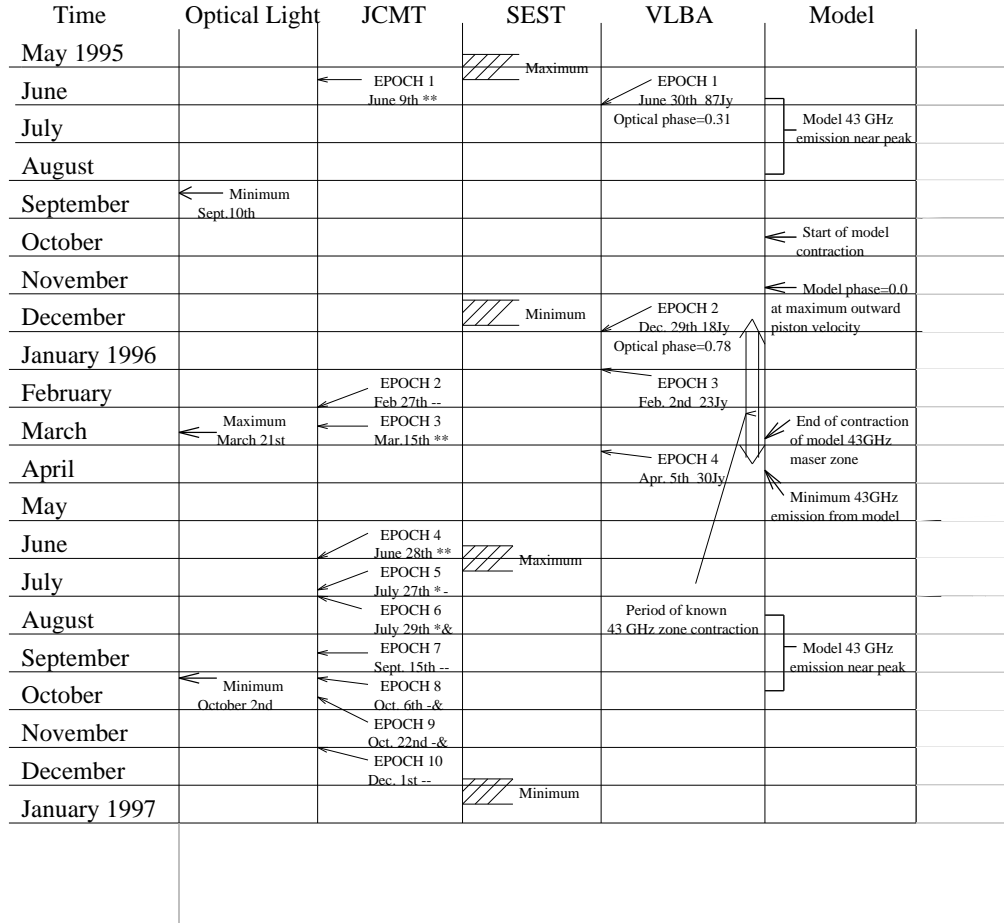 Time Optical Light JCMT SEST VLBA Model
May 1995
Maximum
EPOCH 1
June 9th **
EPOCH 1
June 30th 87Jy
Optical phase=0.31
June
Model 43 GHz
emission near peak
July
August
Minimum
Sept.10th
September
October
Start of model
contraction
November
Model phase=0.0
at maximum outward
piston velocity
December
Minimum
EPOCH 2
Dec. 29th 18Jy
Optical phase=0.78
January 1996
EPOCH 3
Feb. 2nd 23Jy
February
EPOCH 2
Feb 27th --
March
Maximum
March 21st
EPOCH 3
Mar.15th **
End of contraction
of model 43GHz
maser zone
April
EPOCH 4
Apr. 5th 30Jy
May
Minimum 43GHz
emission from model
June
EPOCH 4
June 28th **
Maximum
July
EPOCH 5
July 27th *-
August
EPOCH 6
July 29th *&
Period of known
43 GHz zone contraction
September
EPOCH 7
Sept. 15th --
Model 43 GHz
emission near peak
October
Minimum
October 2nd
EPOCH 8
Oct. 6th -&
November
EPOCH 9
Oct. 22nd -&
December
EPOCH 10
Dec. 1st --
Minimum
January 1997